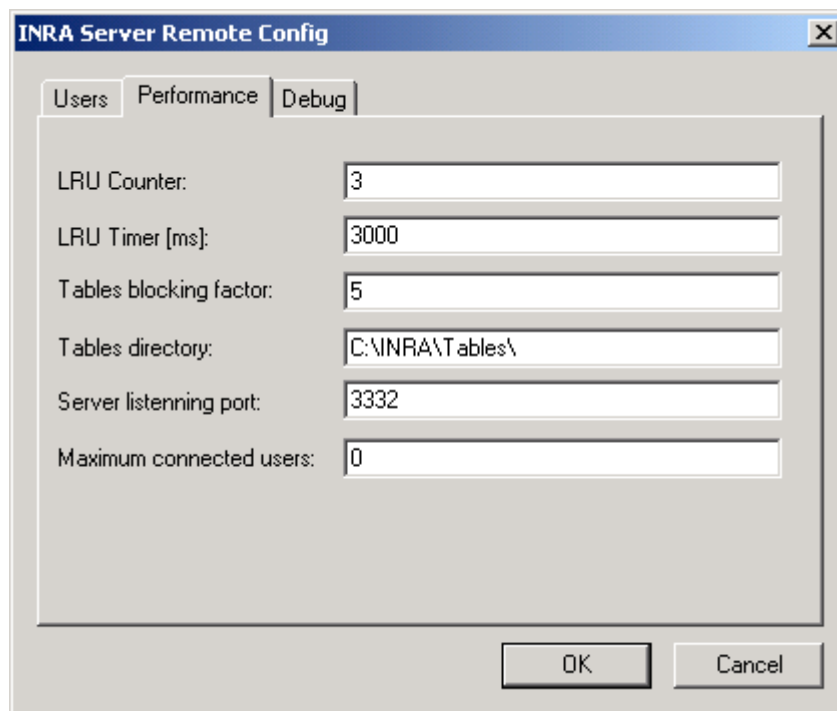 INRA Server Remote Config
Users Performance Debug
LRU Counter: 3
LRU Timer [ms]: 3000
Tables blocking factor: 5
Tables directory: C:\INRA\Tables\
Server listenning port: 3332
Maximum connected users: 0
OK Cancel